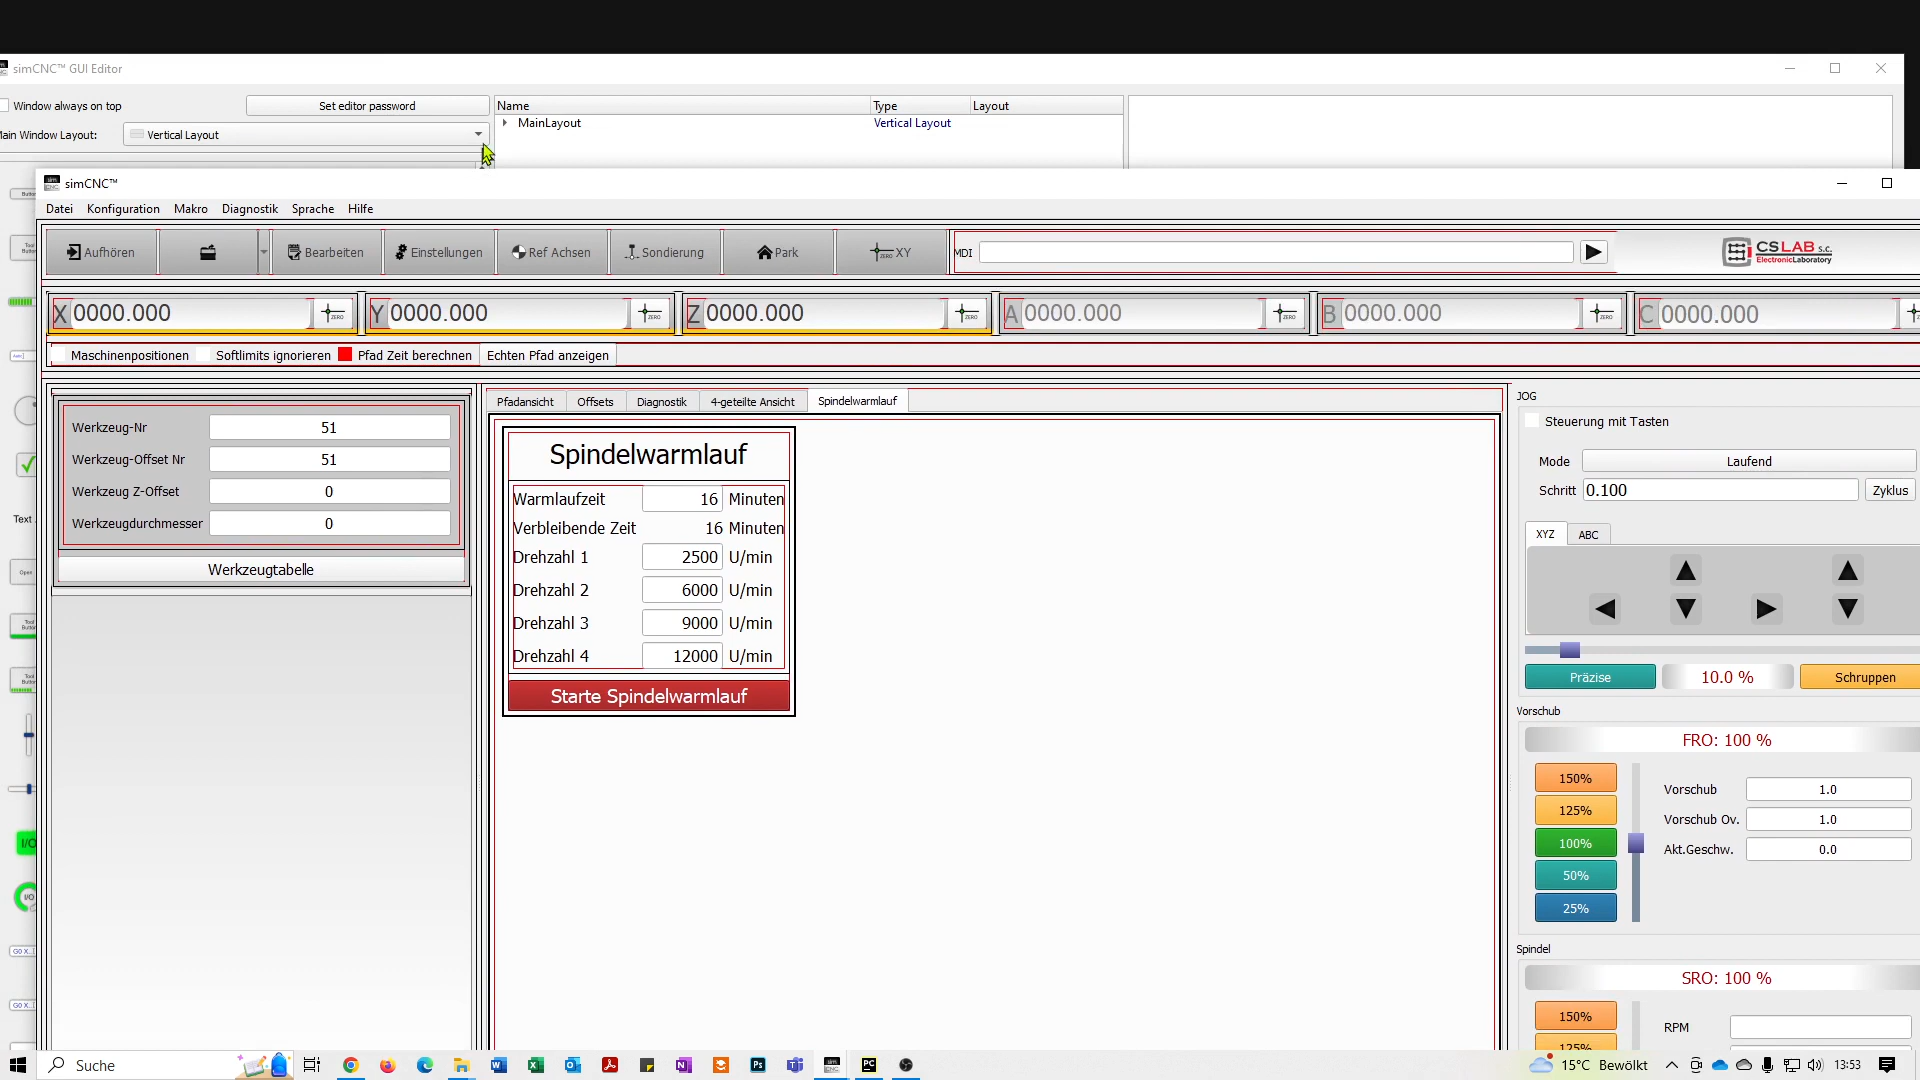 simCNC™ GUI Editor
Window always on top
Set editor password
Name Type Layout
Main Window Layout: Vertical Layout
MainLayout Vertical Layout
simCNC™
Datei Konfiguration Makro Diagnostik Sprache Hilfe
Aufhören Bearbeiten Einstellungen Ref Achsen Sondierung Park XY
MDI
CSLAB s.c.
ElectronicLaboratory
X 0000.000 Y 0000.000 Z 0000.000 A 0000.000 B 0000.000 C 0000.000
Maschinenpositionen Softlimits ignorieren Pfad Zeit berechnen Echten Pfad anzeigen
Werkzeug-Nr 51
Werkzeug-Offset Nr 51
Werkzeug Z-Offset 0
Werkzeugdurchmesser 0
Werkzeugtabelle
Pfadansicht Offsets Diagnostik 4-geteilte Ansicht Spindelwarmlauf
Spindelwarmlauf
Warmlaufzeit 16 Minuten
Verbleibende Zeit 16 Minuten
Drehzahl 1 2500 U/min
Drehzahl 2 6000 U/min
Drehzahl 3 9000 U/min
Drehzahl 4 12000 U/min
Starte Spindelwarmlauf
JOG
Steuerung mit Tasten
Mode Laufend
Schritt 0.100 Zyklus
XYZ ABC
Präzise 10.0 % Schruppen
Vorschub
FRO: 100 %
150%
125%
100%
50%
25%
Vorschub 1.0
Vorschub Ov. 1.0
Akt.Geschw. 0.0
Spindel
SRO: 100 %
150%
125%
RPM
Text
Suche
15°C Bewölkt
13:53